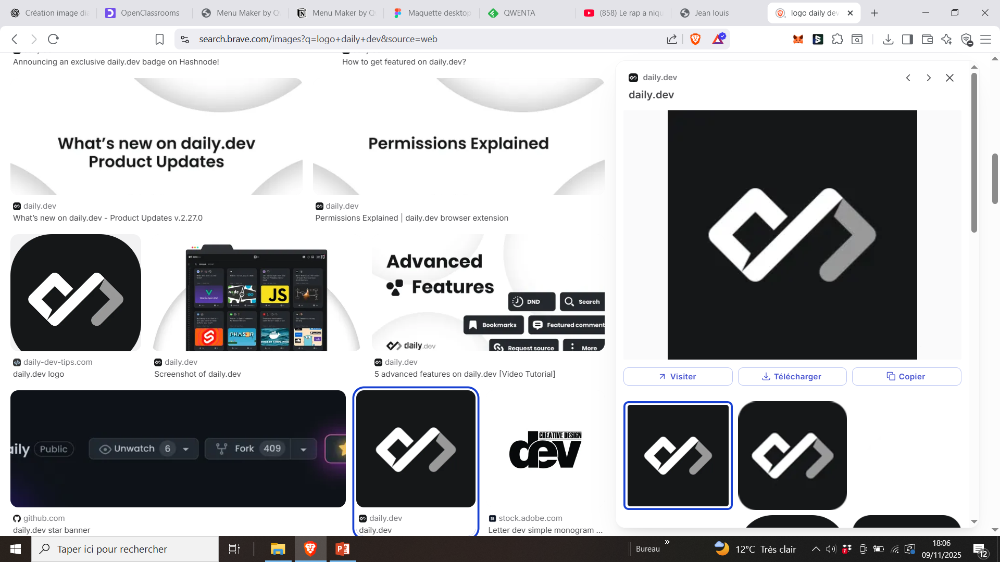 Création image dia
OpenClassrooms
Menu Maker by Q
Menu Maker by Q
Maquette desktop
QWENTA
(858) Le rap a niqu
Jean louis
logo daily dev
search.brave.com/images?q=logo+daily+dev&source=web
Announcing an exclusive daily.dev badge on Hashnode!
How to get featured on daily.dev?
What's new on daily.dev
Product Updates
Permissions Explained
daily.dev
What's new on daily.dev - Product Updates v.2.27.0
daily.dev
Permissions Explained | daily.dev browser extension
JS
PHASER
DOCKER SIMPLIFIED
Advanced
Features
DND
Search
Bookmarks
Featured comment
Request source
More
daily.dev
daily-dev-tips.com
daily.dev logo
daily.dev
Screenshot of daily.dev
daily.dev
5 advanced features on daily.dev [Video Tutorial]
aily
Public
Unwatch 6
Fork 409
CREATIVE DESIGN
dev
github.com
daily.dev star banner
daily.dev
daily.dev
stock.adobe.com
Letter dev simple monogram ...
daily.dev
daily.dev
Visiter
Télécharger
Copier
Taper ici pour rechercher
Bureau
12°C Très clair
18:06
09/11/2025
12